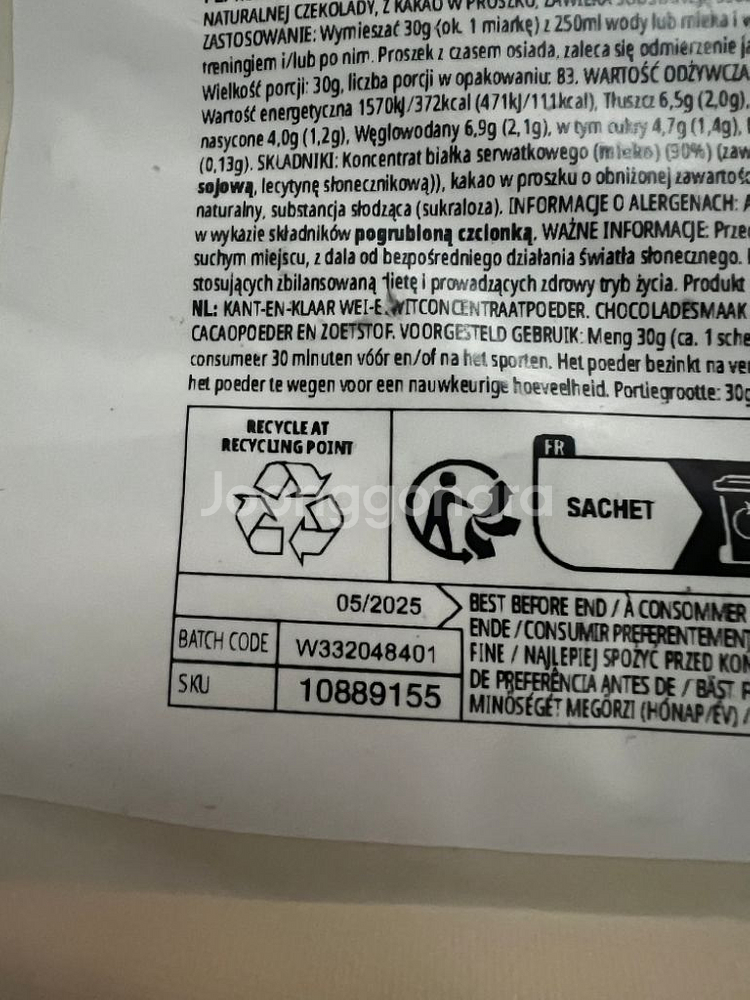 NATURALNEJ CZEKOLADY, Z KAKAO W PROSZKU,
ZASTOSOWANIE: Wymieszać 30g (ok. 1 miarkę) z 250ml wody lub mleka i
treningiem i/lub po nim. Proszek z czasem osiada, zaleca się odmierzenie
Wielkość porcji: 30g, liczba porcji w opakowaniu: 83. WARTOŚĆ ODŻYWCZA
Wartość energetyczna 1570kJ/372kcal (471kJ/111kcal), Tłuszcz 6,5g (2,0g),
nasycone 4,0g (1,2g), Węglowodany 6,9g (2,1g), w tym cukry 4,7g (1,4g),
(0,13g). SKŁADNIKI: Koncentrat białka serwatkowego (mleko) (90%)
sojową, lecytynę słonecznikową)), kakao w proszku o obniżonej
naturalny, substancja słodząca (sukraloza). INFORMACJE O ALERGENACH:
w wykazie składników pogrubloną czclonką. WAŻNE INFORMACJE:
suchym miejscu, z dala od bezpośredniego działania światła słonecznego.
stosujących zbilansowaną dietę i prowadzących zdrowy tryb życia. Produkt
NL: KANT-EN-KLAAR WEI-EIWITCONCENTRAATPOEDER. CHOCOLADESMAAK
CACAOPOEDER EN ZOETSTOF. VOORGESTELD GEBRUIK: Meng 30g (ca. 1
consumeer 30 minuten vóór en/of na het sporten. Het poeder bezinkt na
het poeder te wegen voor een nauwkeurige hoeveelheid. Portiegrootte: 30g
RECYCLE AT
RECYCLING POINT
FR
SACHET
Joonggonara
05/2025
BATCH CODE W332048401
SKU 10889155
BEST BEFORE END / À CONSOMMER
ENDE / CONSUMIR PREFERENTEMENT
FINE / NAJLEPIEJ SPOŻYĆ PRZED
DE PREFERÊNCIA ANTES DE / BÄST
MINŐSÉGÉT MEGŐRZI (HÓNAP/ÉV) /